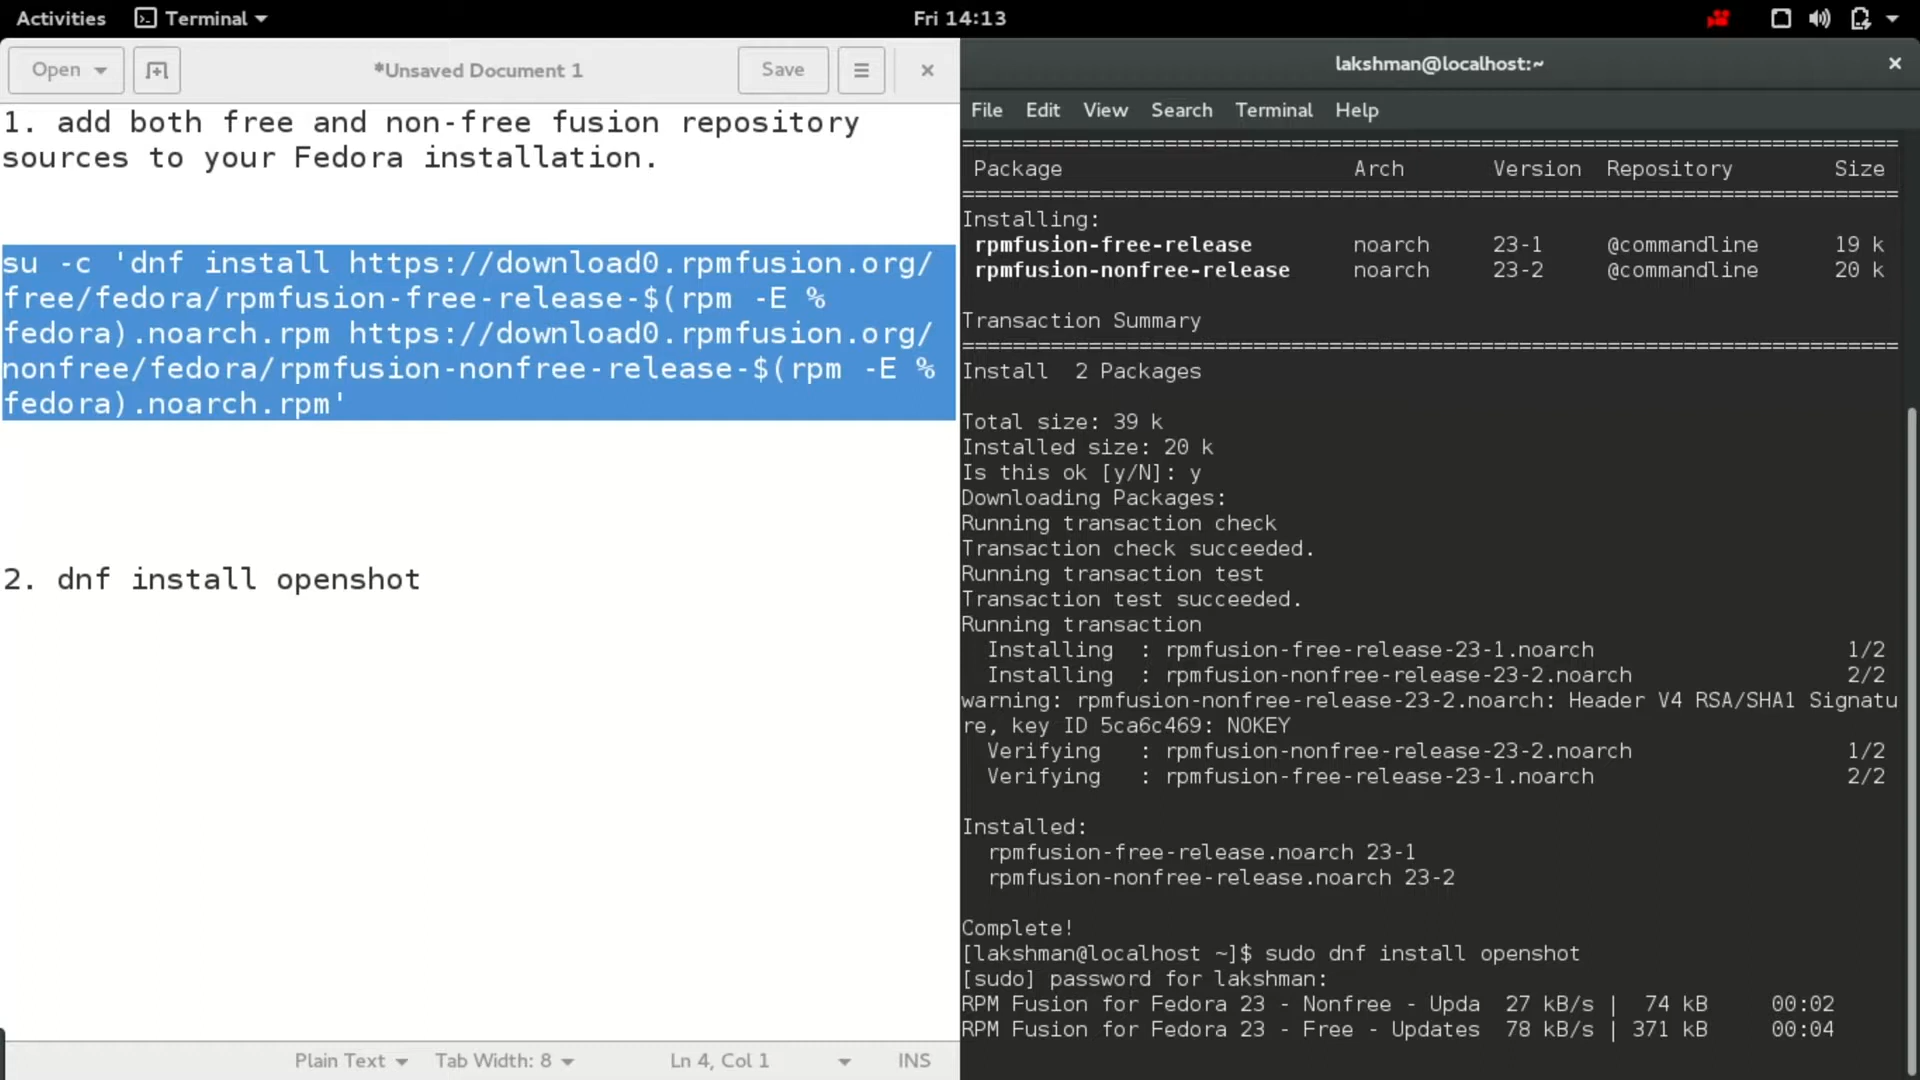 Activities Terminal Fri 14:13
Open *Unsaved Document 1 Save
1. add both free and non-free fusion repository
sources to your Fedora installation.
su -c 'dnf install https://download0.rpmfusion.org/
free/fedora/rpmfusion-free-release-$(rpm -E %
fedora).noarch.rpm https://download0.rpmfusion.org/
nonfree/fedora/rpmfusion-nonfree-release-$(rpm -E %
fedora).noarch.rpm'
2. dnf install openshot
Plain Text Tab Width: 8 Ln 4, Col 1 INS
lakshman@localhost:~
File Edit View Search Terminal Help
================================================================================
Package Arch Version Repository Size
================================================================================
Installing:
rpmfusion-free-release noarch 23-1 @commandline 19 k
rpmfusion-nonfree-release noarch 23-2 @commandline 20 k
Transaction Summary
================================================================================
Install 2 Packages
Total size: 39 k
Installed size: 20 k
Is this ok [y/N]: y
Downloading Packages:
Running transaction check
Transaction check succeeded.
Running transaction test
Transaction test succeeded.
Running transaction
Installing : rpmfusion-free-release-23-1.noarch 1/2
Installing : rpmfusion-nonfree-release-23-2.noarch 2/2
warning: rpmfusion-nonfree-release-23-2.noarch: Header V4 RSA/SHA1 Signatu
re, key ID 5ca6c469: NOKEY
Verifying : rpmfusion-nonfree-release-23-2.noarch 1/2
Verifying : rpmfusion-free-release-23-1.noarch 2/2
Installed:
rpmfusion-free-release.noarch 23-1
rpmfusion-nonfree-release.noarch 23-2
Complete!
[lakshman@localhost ~]$ sudo dnf install openshot
[sudo] password for lakshman:
RPM Fusion for Fedora 23 - Nonfree - Upda 27 kB/s | 74 kB 00:02
RPM Fusion for Fedora 23 - Free - Updates 78 kB/s | 371 kB 00:04